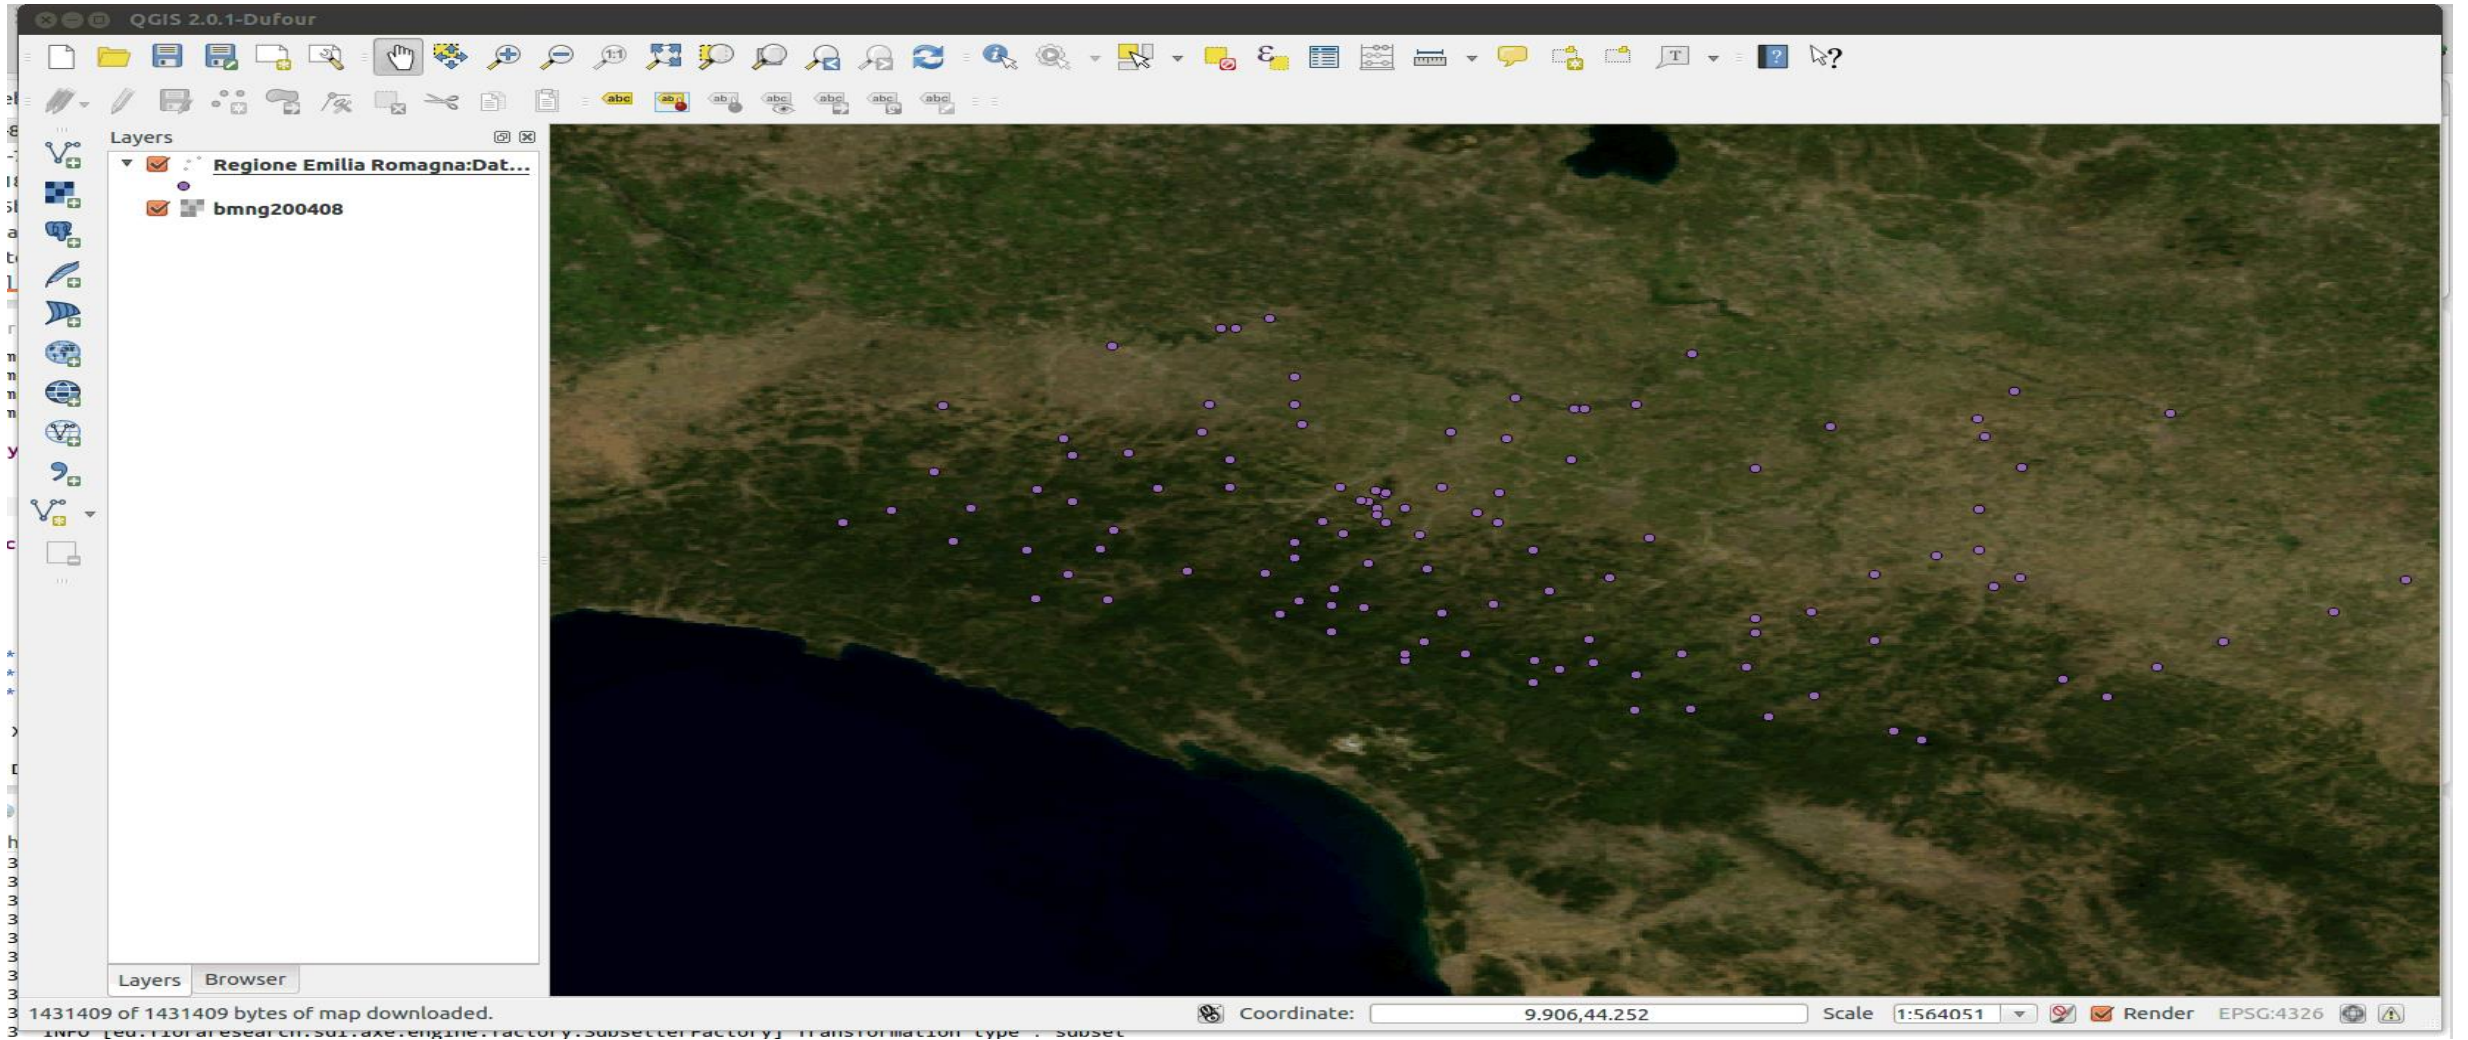 QGIS 2.0.1-Dufour
Layers
Regione Emilia Romagna:Dat...
bmng200408
Layers Browser
1431409 of 1431409 bytes of map downloaded.
Coordinate: 9.906,44.252 Scale 1:564051 Render EPSG:4326